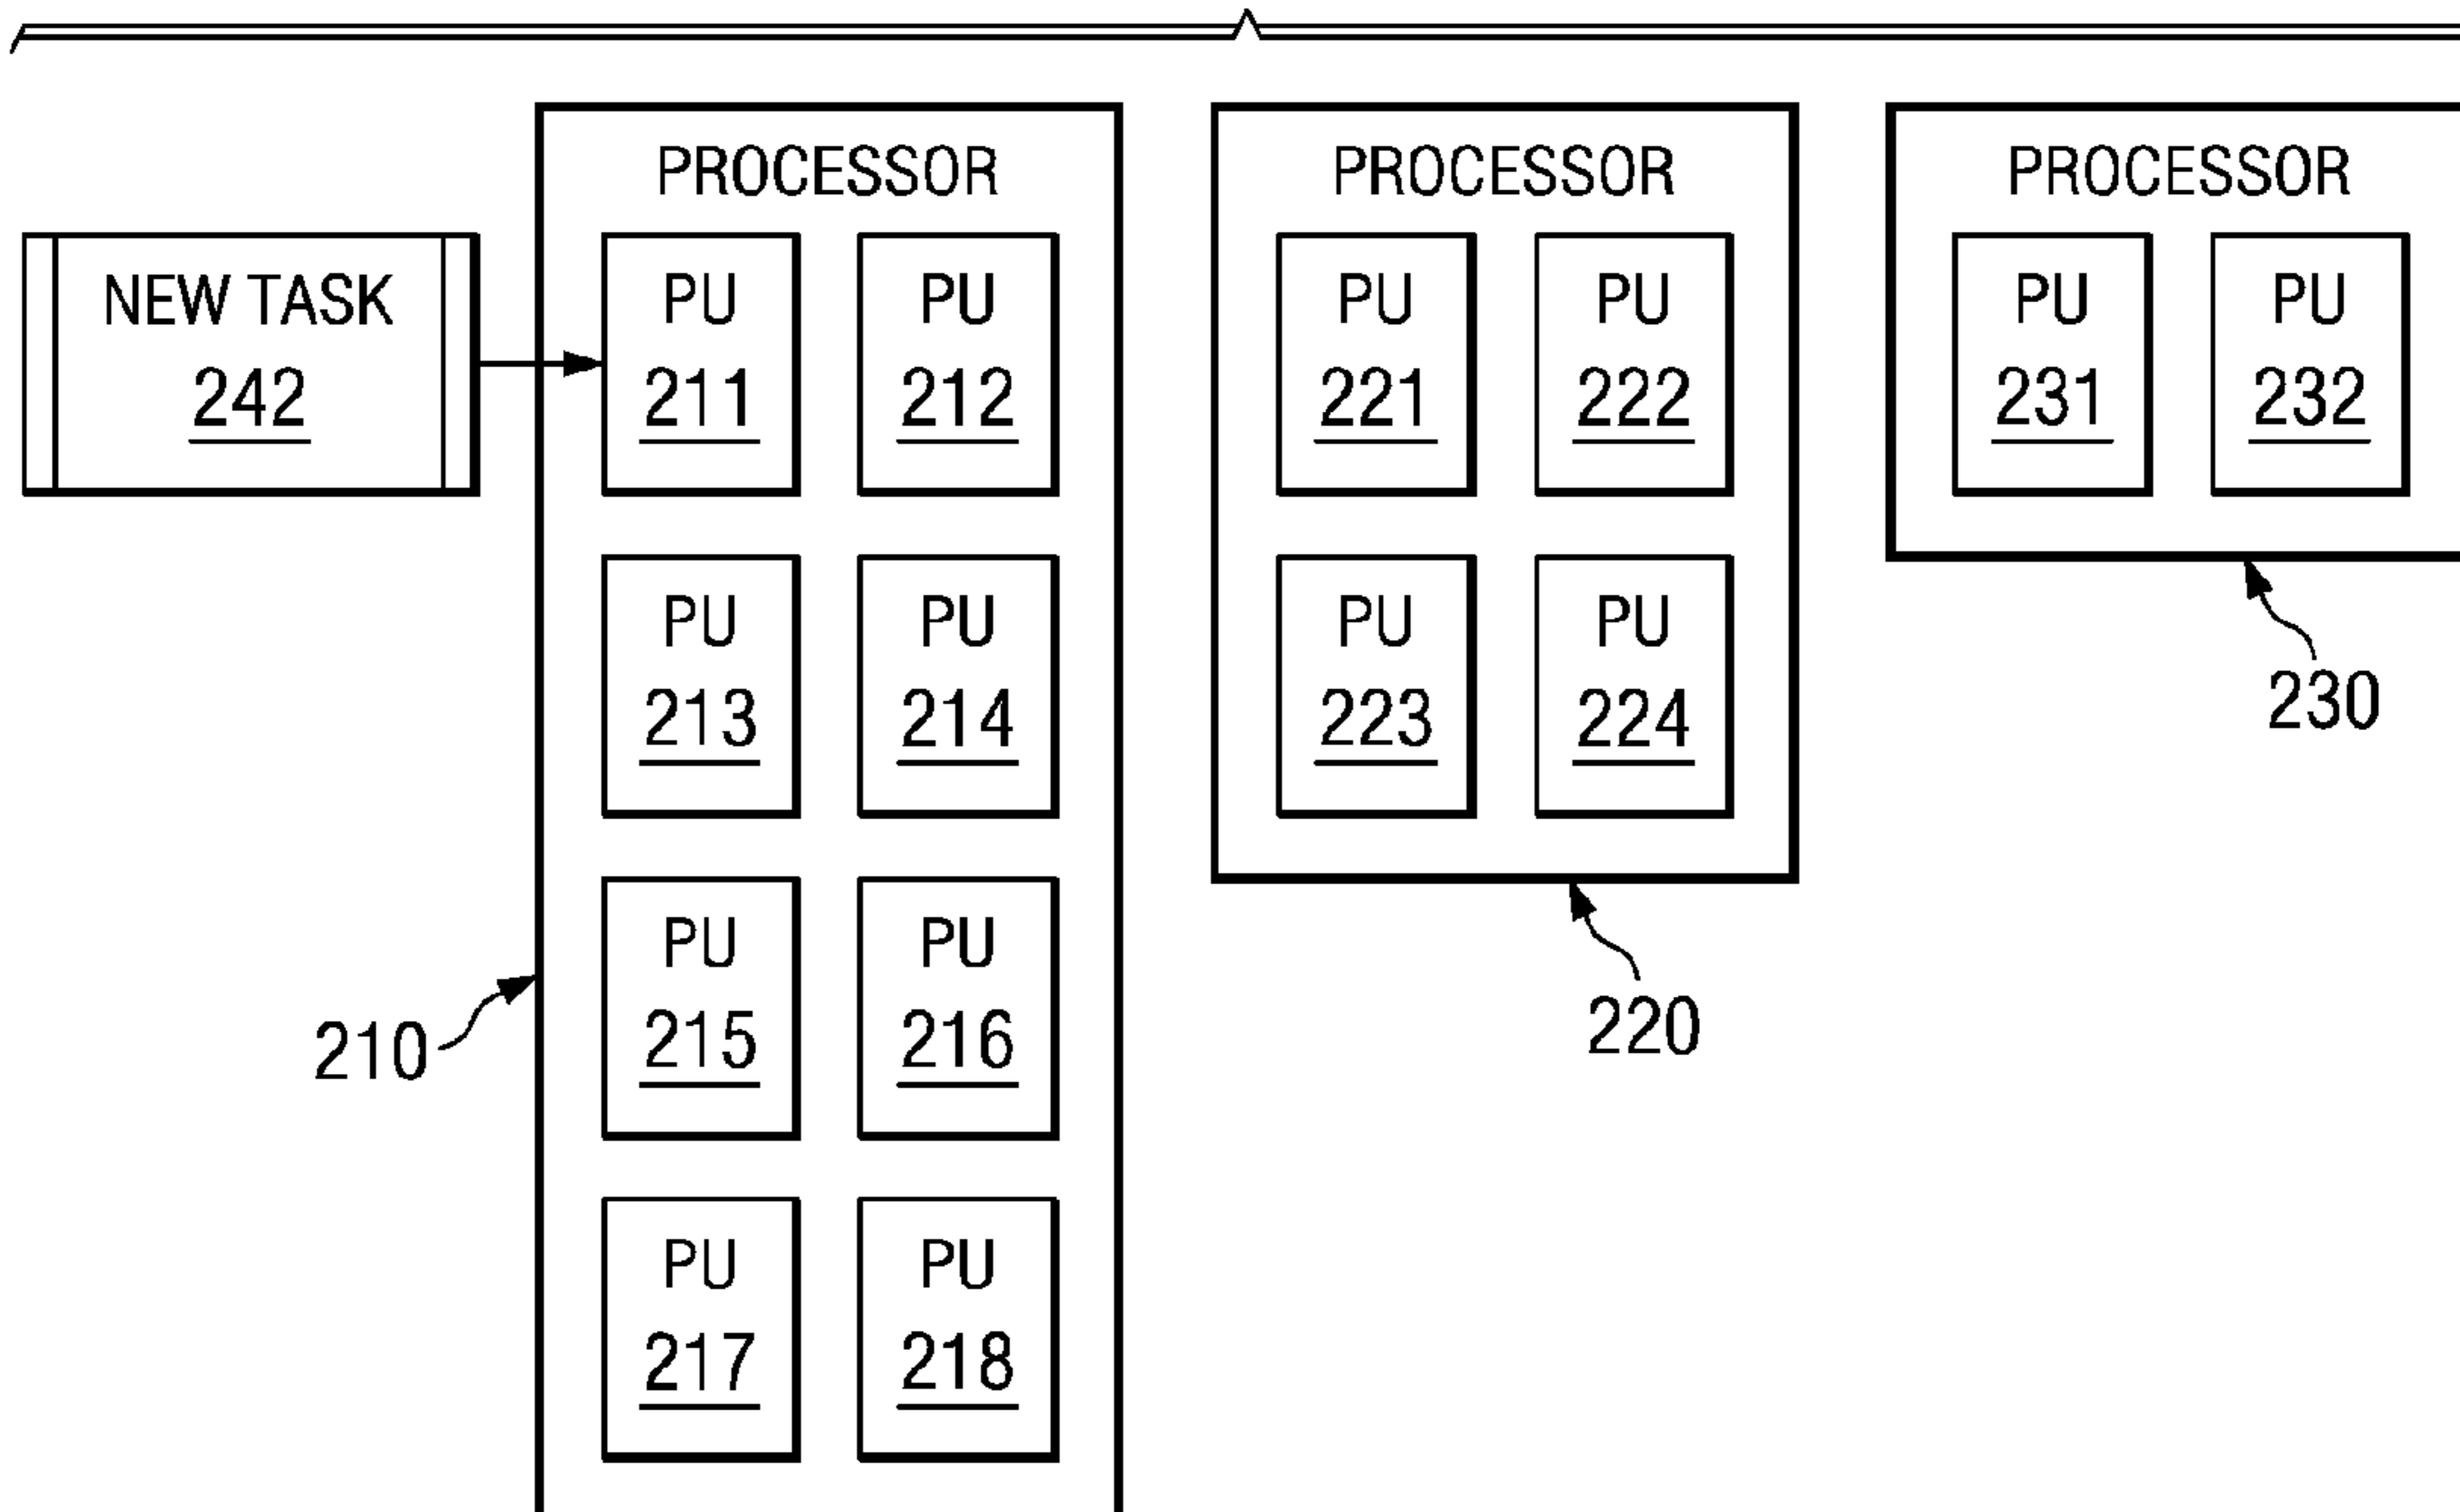 PROCESSOR
PROCESSOR
PROCESSOR
NEW TASK
242
PU
211
PU
212
PU
221
PU
222
PU
231
PU
232
PU
213
PU
214
PU
223
PU
224
230
PU
215
PU
216
210
220
PU
217
PU
218